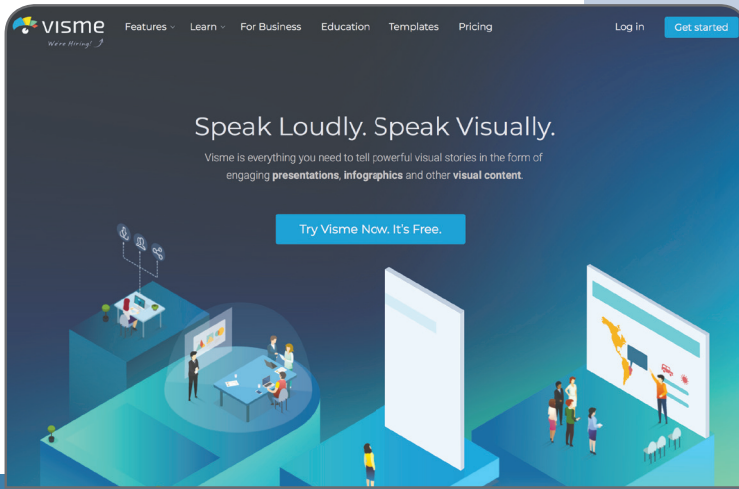 visme
We're Hiring!
Features Learn For Business Education Templates Pricing Log in Get started
Speak Loudly. Speak Visually.
Visme is everything you need to tell powerful visual stories in the form of
engaging presentations, infographics and other visual content.
Try Visme Now. It's Free.